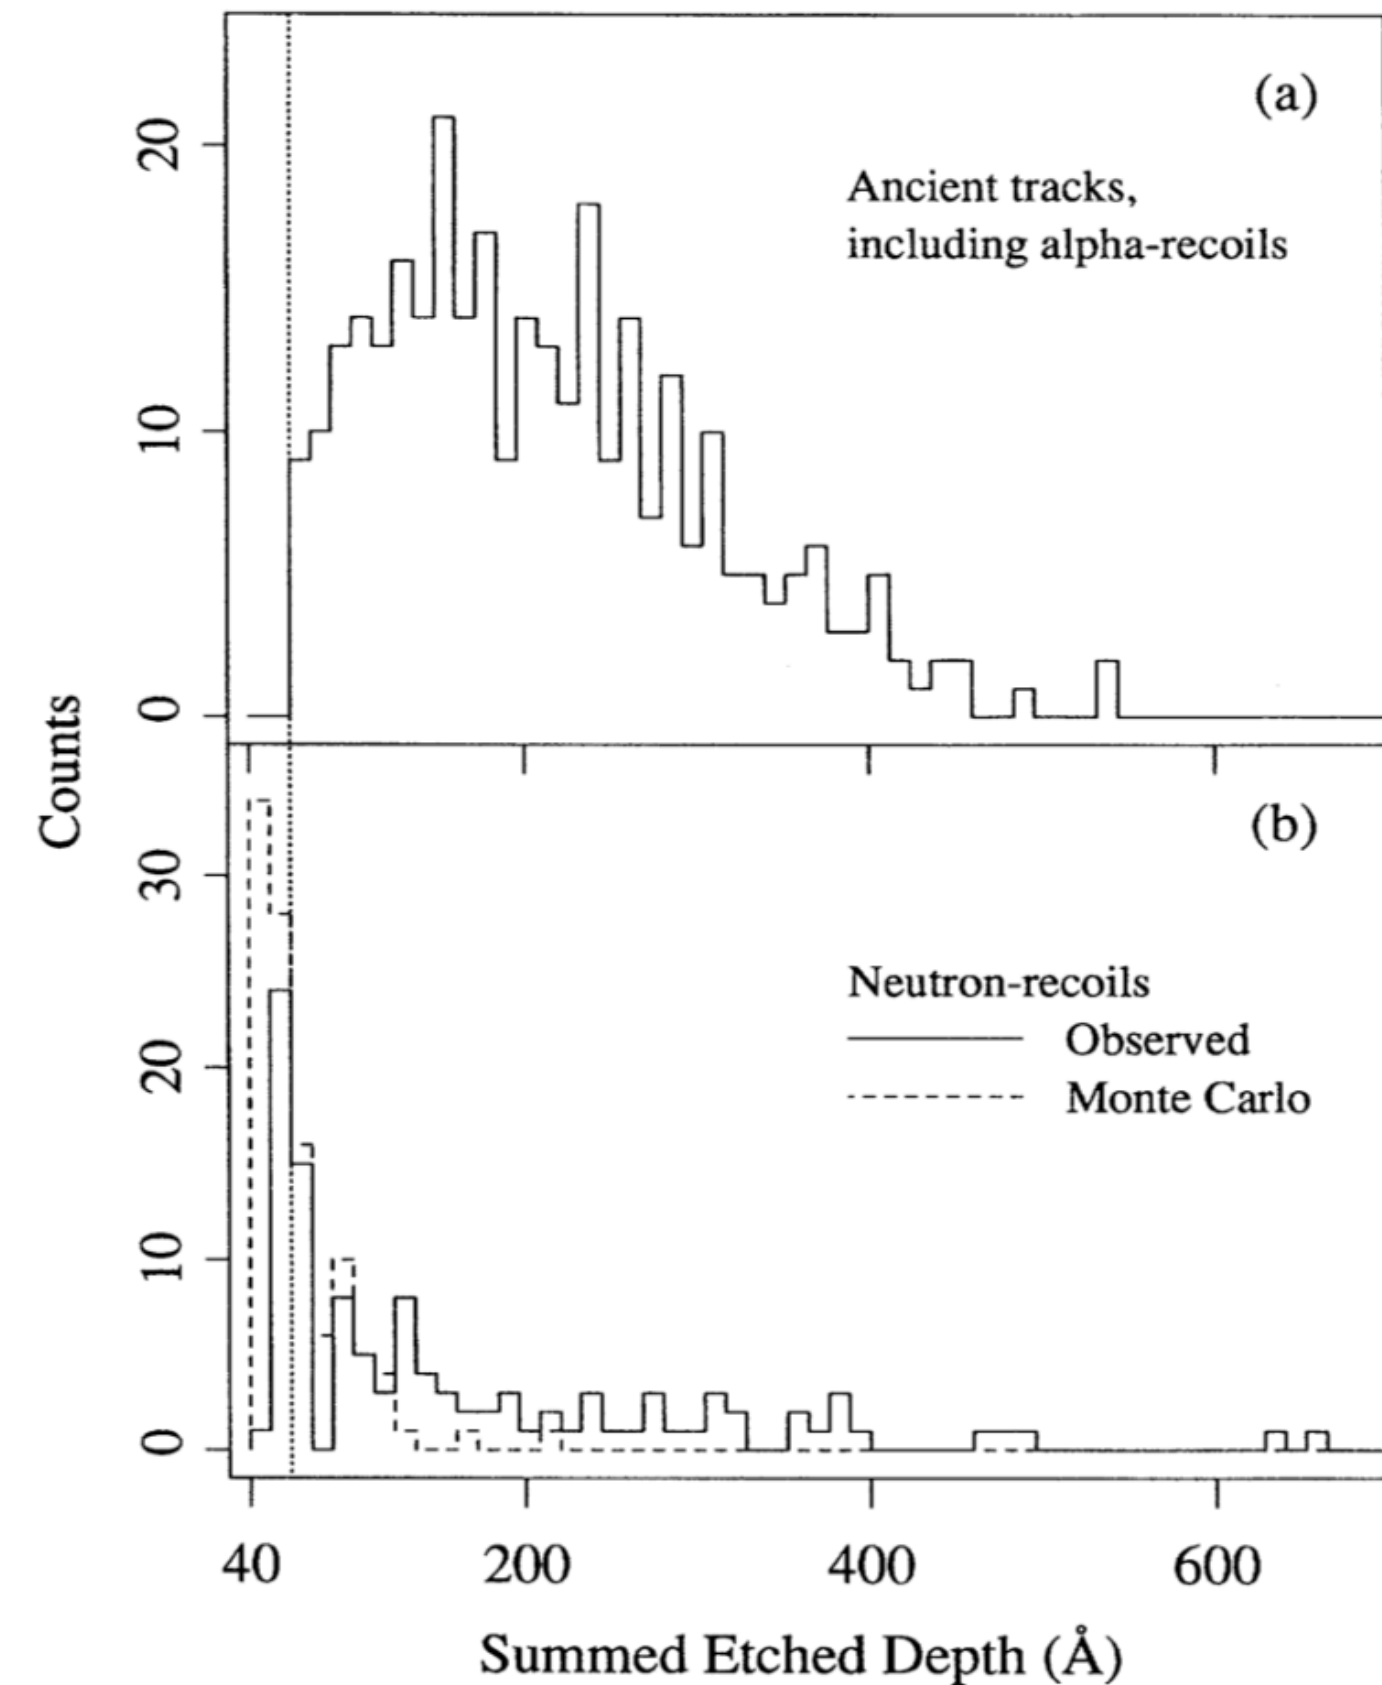 (a)
20
Ancient tracks,
including alpha-recoils
10
0
Counts
(b)
30
Neutron-recoils
Observed
20
Monte Carlo
10
0
40 200 400 600
Summed Etched Depth (Å)